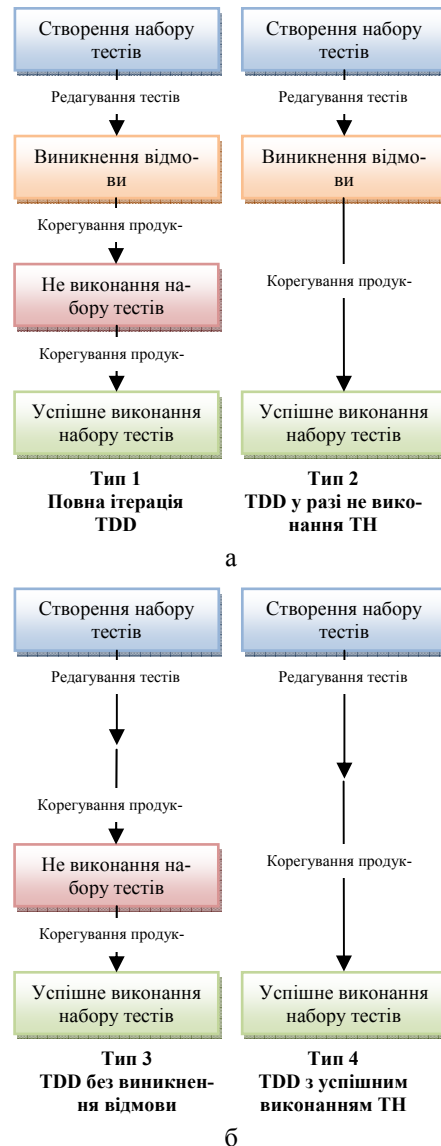 Створення набору
тестів
Редагування тестів
Виникнення відмо-
ви
Корегування продук-
Не виконання на-
бору тестів
Корегування продук-
Успішне виконання
набору тестів
Тип 1
Повна ітерація
TDD
Створення набору
тестів
Редагування тестів
Виникнення відмо-
ви
Корегування продук-
Успішне виконання
набору тестів
Тип 2
TDD у разі не вико-
нання ТН
а
Створення набору
тестів
Редагування тестів
Корегування продук-
Не виконання на-
бору тестів
Корегування продук-
Успішне виконання
набору тестів
Тип 3
TDD без виникнен-
ня відмови
Створення набору
тестів
Редагування тестів
Корегування продук-
Успішне виконання
набору тестів
Тип 4
TDD з успішним
виконанням ТН
б